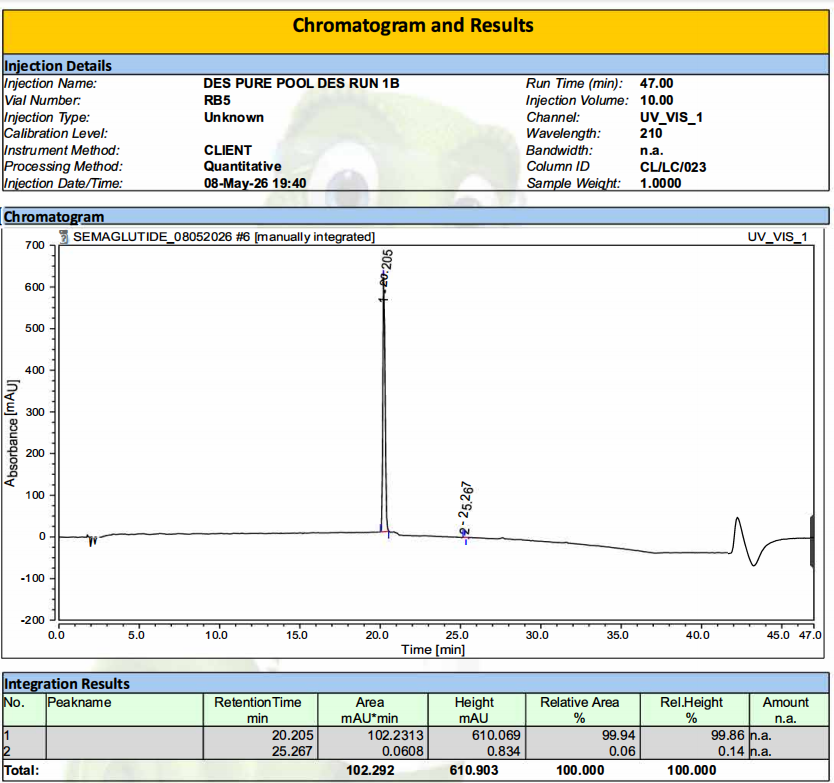 Chromatogram and Results
Injection Details
Injection Name: DES PURE POOL DES RUN 1B Run Time (min): 47.00
Vial Number: RB5 Injection Volume: 10.00
Injection Type: Unknown Channel: UV_VIS_1
Calibration Level: Wavelength: 210
Instrument Method: CLIENT Bandwidth: n.a.
Processing Method: Quantitative Column ID CL/LC/023
Injection Date/Time: 08-May-26 19:40 Sample Weight: 1.0000
Chromatogram
SEMAGLUTIDE_08052026 #6 [manually integrated] UV_VIS_1
Absorbance [mAU]
700
600
500
400
300
200
100
0
-100
-200
1 - 20.205
2 - 25.267
0.0 5.0 10.0 15.0 20.0 25.0 30.0 35.0 40.0 45.0 47.0
Time [min]
Integration Results
No. Peakname Retention Time Area Height Relative Area Rel.Height Amount
min mAU*min mAU % % n.a.
1 20.205 102.2313 610.069 99.94 99.86 n.a.
2 25.267 0.0608 0.834 0.06 0.14 n.a.
Total: 102.292 610.903 100.000 100.000